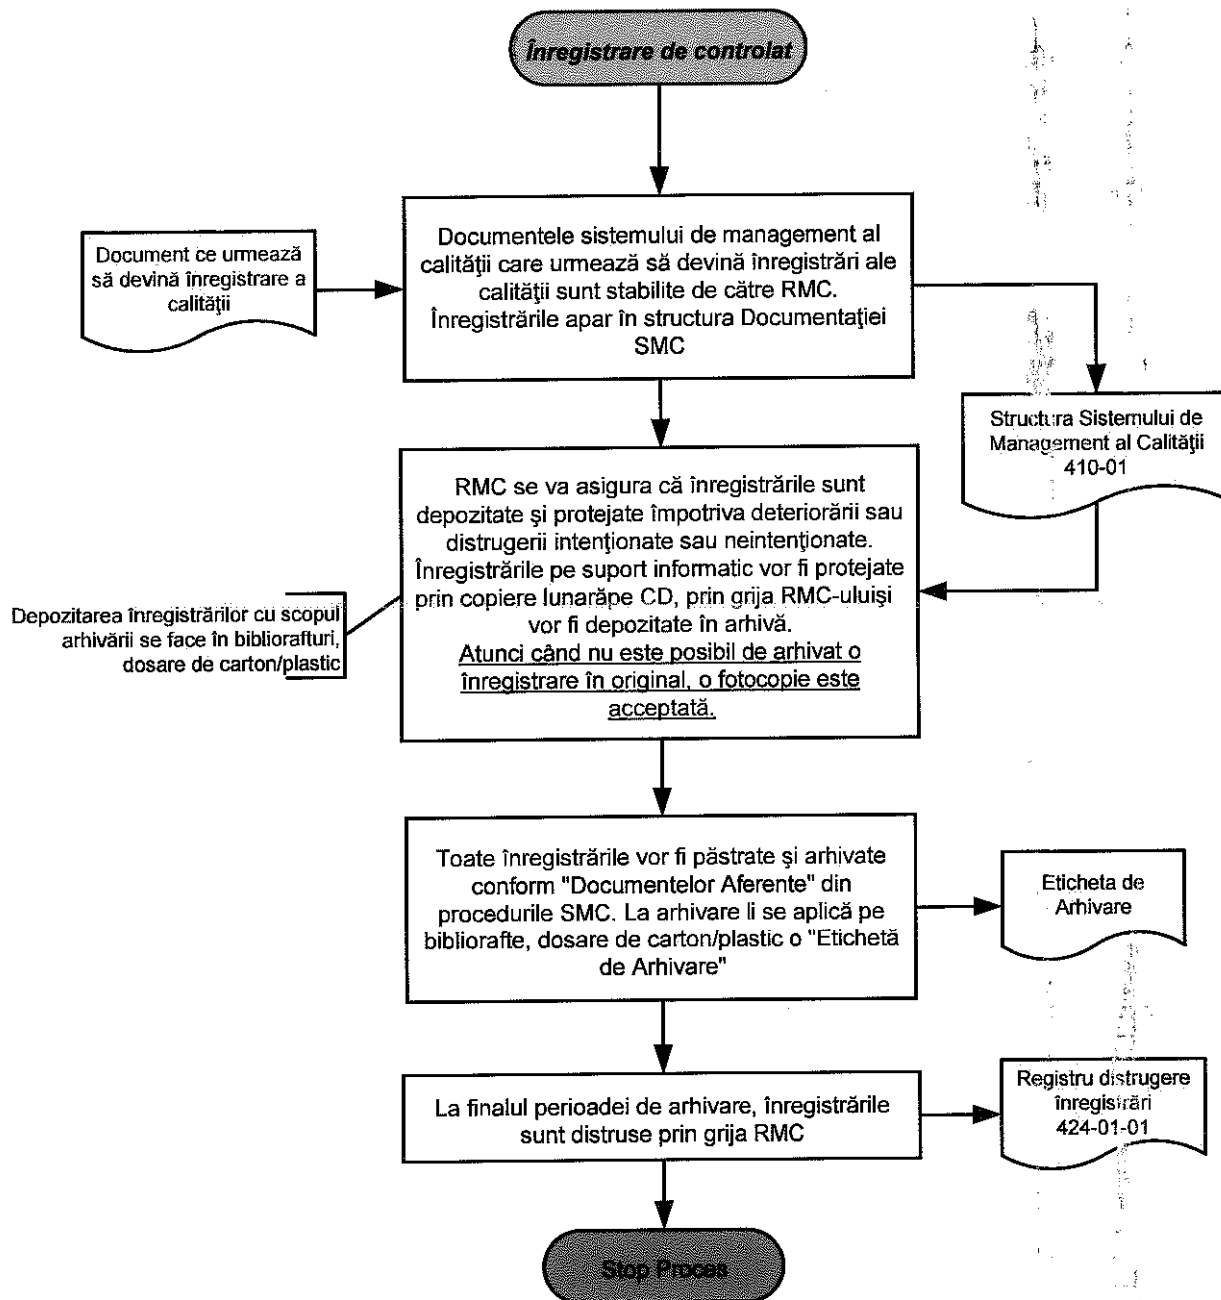 Înregistrare de controlat
Document ce urmează
să devină înregistrare a
calităţii
Documentele sistemului de management al
calităţii care urmează să devină înregistrări ale
calităţii sunt stabilite de către RMC.
Înregistrările apar în structura Documentaţiei
SMC
Structura Sistemului de
Management al Calităţii
410-01
RMC se va asigura că înregistrările sunt
depozitate şi protejate împotriva deteriorării sau
distrugerii intenţionate sau neintenţionate.
Înregistrările pe suport informatic vor fi protejate
prin copiere lunarăpe CD, prin grija RMC-uluişi
vor fi depozitate în arhivă.
Atunci când nu este posibil de arhivat o
înregistrare în original, o fotocopie este
acceptată.
Depozitarea înregistrărilor cu scopul
arhivării se face în bibliorafturi,
dosare de carton/plastic
Toate înregistrările vor fi păstrate şi arhivate
conform "Documentelor Aferente" din
procedurile SMC. La arhivare li se aplică pe
bibliorafte, dosare de carton/plastic o "Etichetă
de Arhivare"
Eticheta de
Arhivare
La finalul perioadei de arhivare, înregistrările
sunt distruse prin grija RMC
Registru distrugere
înregistrări
424-01-01
Stop Proces